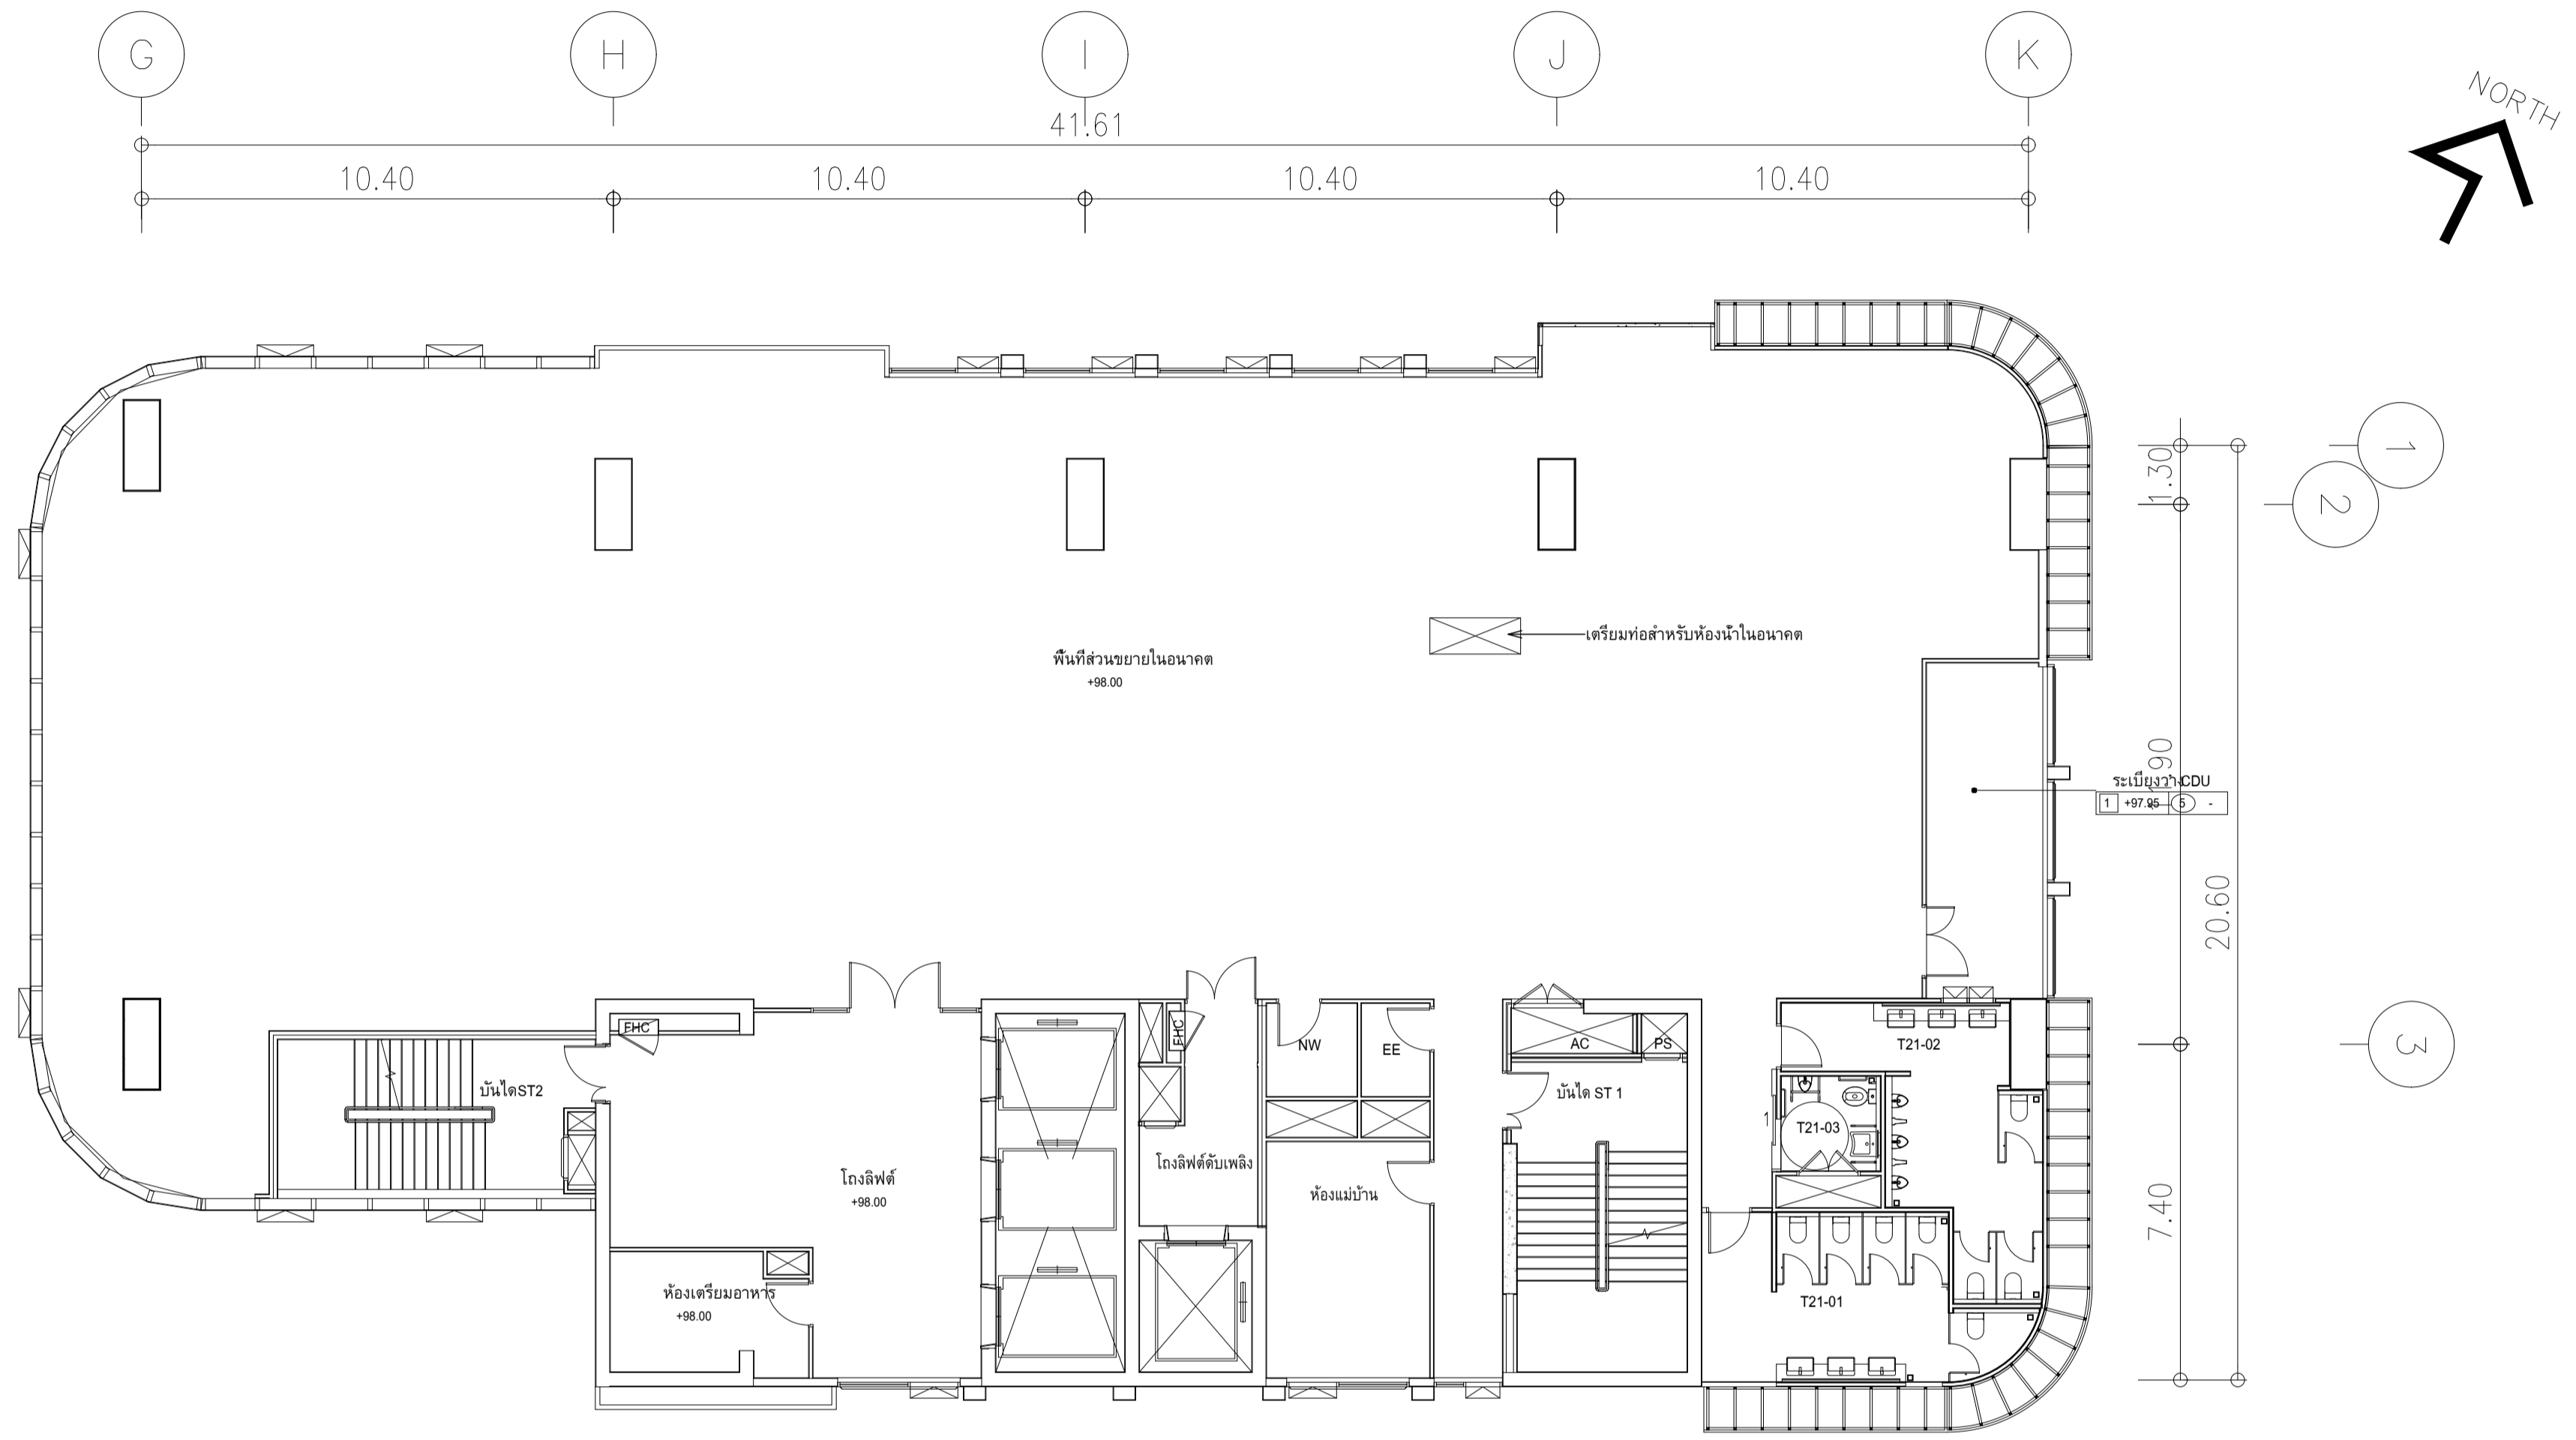 G
H
I
J
K
NORTH
41.61
10.40
10.40
10.40
10.40
1
2
1.30
เตรียมท่อสำหรับห้องน้ำในอนาคต
พื้นที่ส่วนขยายในอนาคต
+98.00
ระเบียงวางCDU
1 +97.95 5 -
20.60
FHC
FHC
NW
EE
AC
PS
T21-02
3
บันไดST2
บันได ST 1
1
T21-03
โถงลิฟต์
+98.00
โถงลิฟต์ดับเพลิง
ห้องแม่บ้าน
7.40
ห้องเตรียมอาหาร
+98.00
T21-01